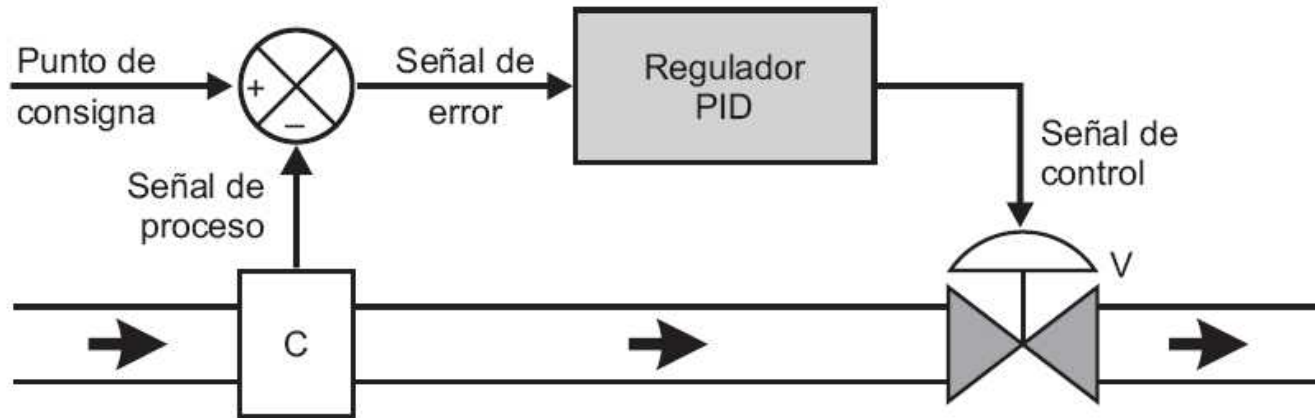 Punto de
consigna
+
–
Señal de
error
Regulador
PID
Señal de
control
Señal de
proceso
C
V